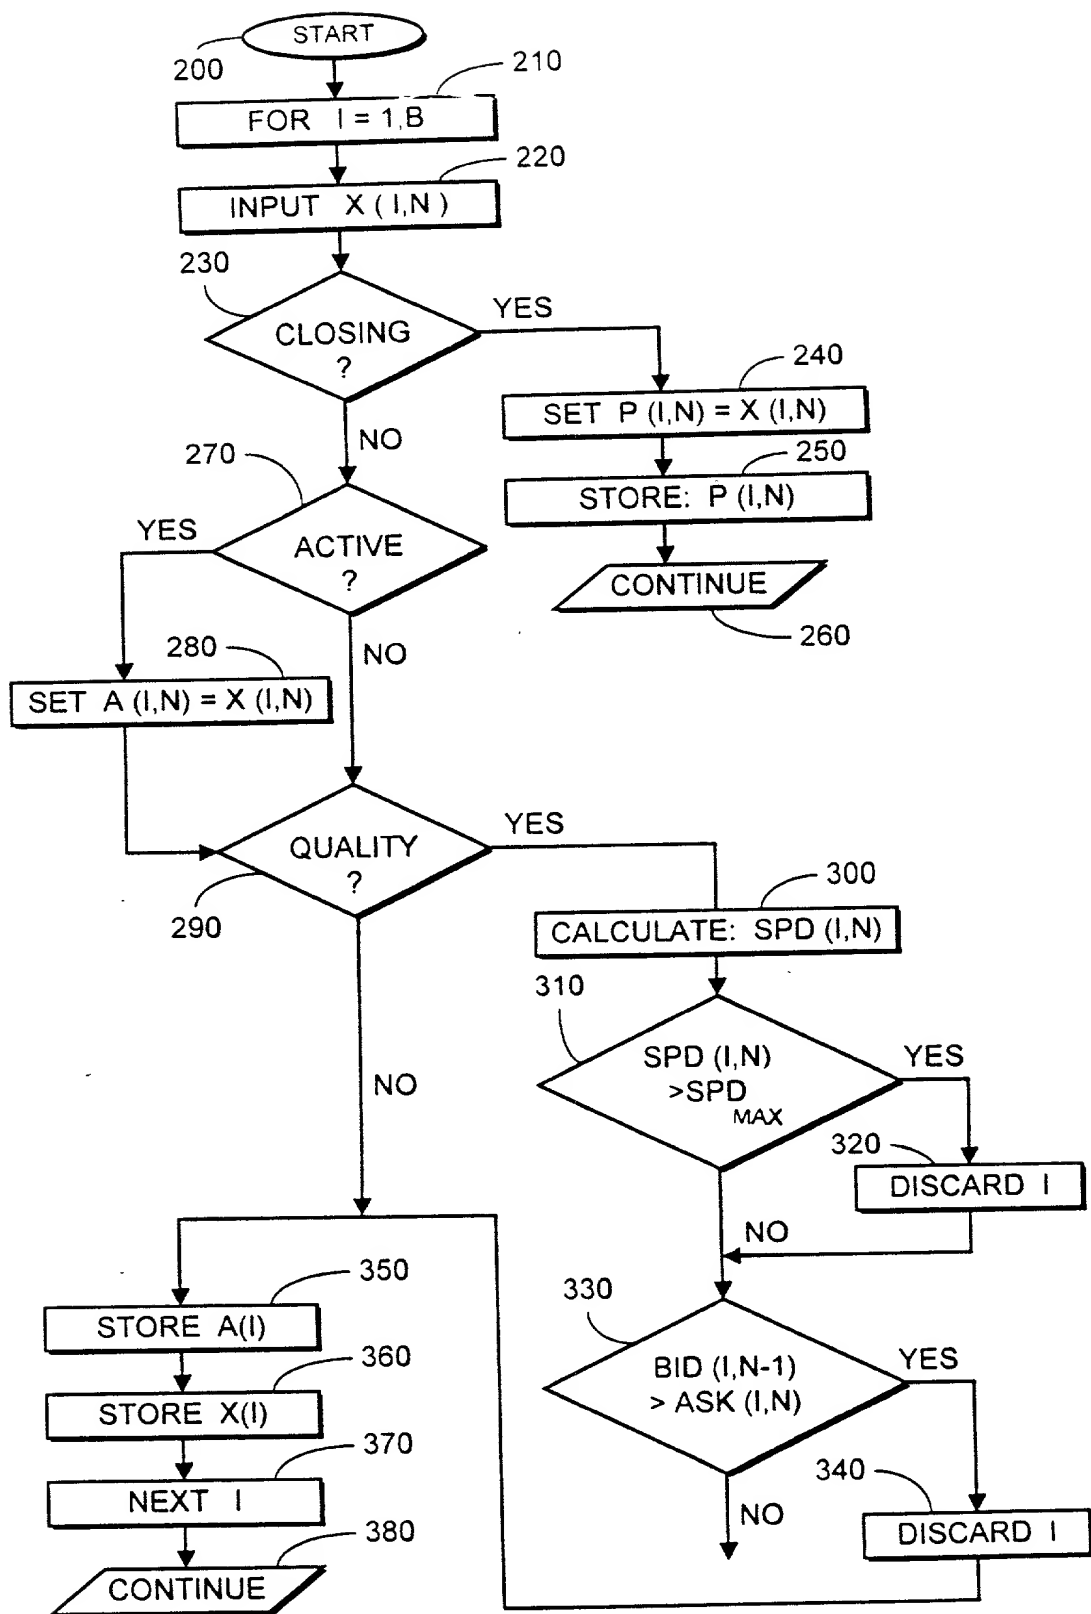 START
200
210
FOR I = 1,B
220
INPUT X ( I,N )
230
CLOSING
?
YES
240
SET P (I,N) = X (I,N)
NO
250
STORE: P (I,N)
270
YES
ACTIVE
?
CONTINUE
260
NO
280
SET A (I,N) = X (I,N)
QUALITY
?
YES
290
300
CALCULATE: SPD (I,N)
310
SPD (I,N)
>SPD
MAX
YES
NO
320
DISCARD I
NO
350
STORE A(I)
330
360
BID (I,N-1)
> ASK (I,N)
YES
STORE X(I)
370
NEXT I
340
NO
DISCARD I
380
CONTINUE